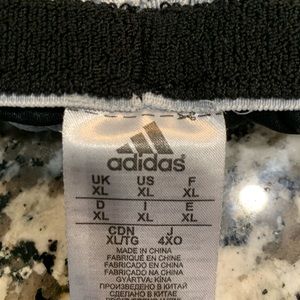 adidas
UK US F
XL XL XL
D I E
XL XL XL
CDN J
XL/TG 4XO
MADE IN CHINA
FABRIQUÉ EN CHINE
FABRICADO EN CHINA
FABRICADO NA CHINA
GYÁRTVA: KÍNA
ПРОИЗВЕДЕНО В КИТАЕ
СДЕЛАНО В КИТАЕ